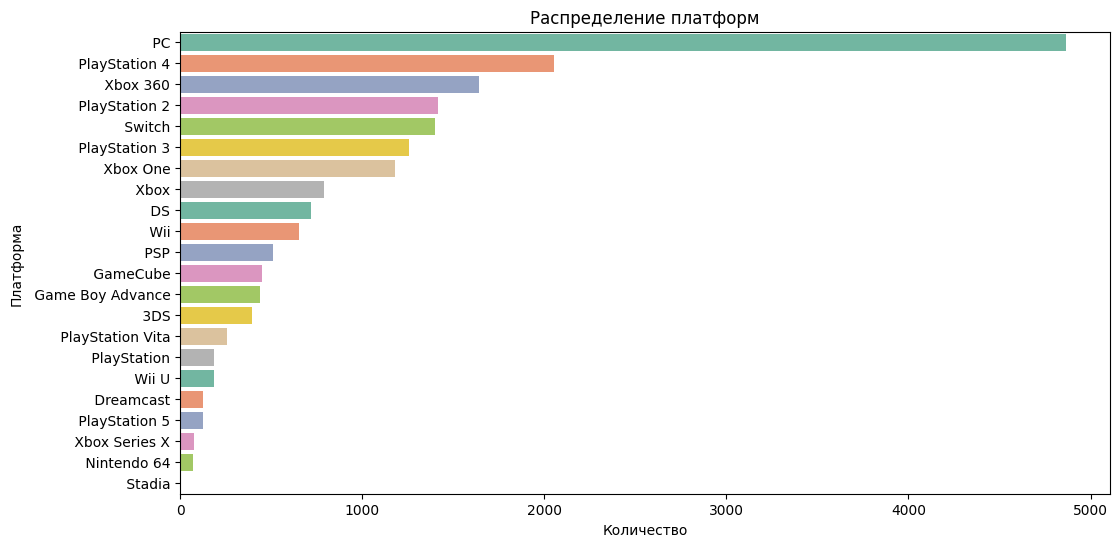 Распределение платформ
Платформа
PC
PlayStation 4
Xbox 360
PlayStation 2
Switch
PlayStation 3
Xbox One
Xbox
DS
Wii
PSP
GameCube
Game Boy Advance
3DS
PlayStation Vita
PlayStation
Wii U
Dreamcast
PlayStation 5
Xbox Series X
Nintendo 64
Stadia
0 1000 2000 3000 4000 5000
Количество